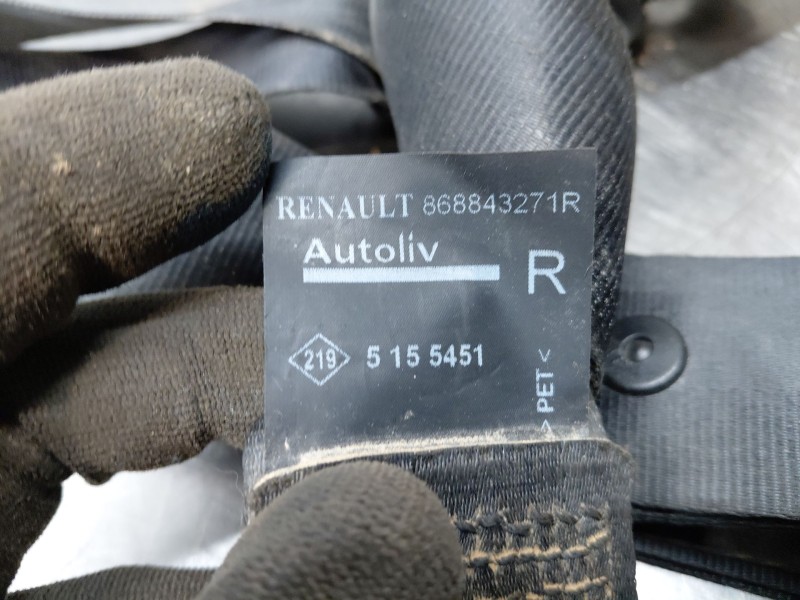 RENAULT 868843271R
Autoliv
R
219 5 15 5451
> PET <